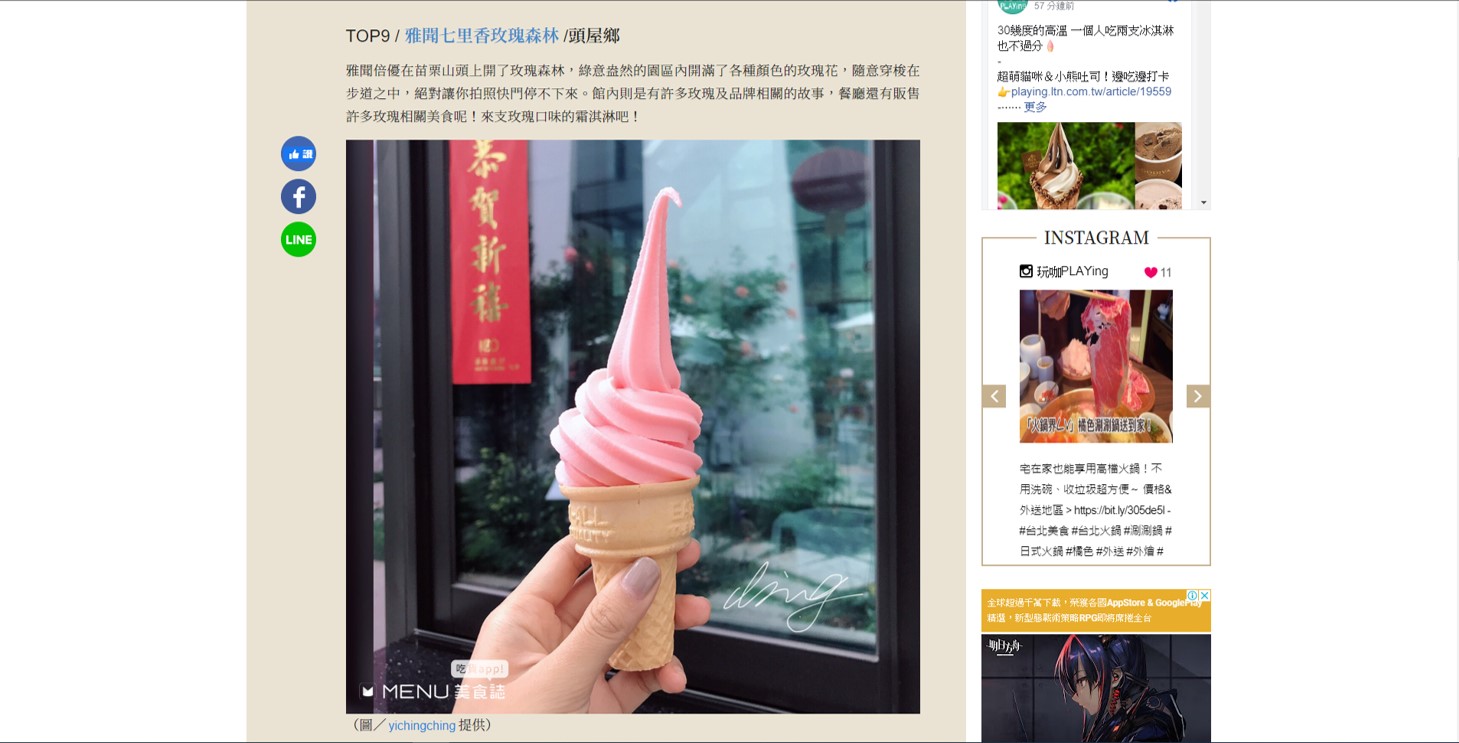 TOP9 / 雅聞七里香玫瑰森林 /頭屋鄉
雅聞倍優在苗栗山頭上開了玫瑰森林，綠意盎然的園區內開滿了各種顏色的玫瑰花，隨意穿梭在
步道之中，絕對讓你拍照快門停不下來。館內則是有許多玫瑰及品牌相關的故事，餐廳還有販售
許多玫瑰相關美食呢！來支玫瑰口味的霜淇淋吧！
讚
LINE
恭賀新禧
ding
吃貨app!
MENU 美食誌
（圖／yichingching 提供）
PLAYing
57 分鐘前
30幾度的高溫 一個人吃兩支冰淇淋
也不過分🍦
-
超萌貓咪＆小熊吐司！邊吃邊打卡
👉playing.ltn.com.tw/article/19559
-⋯⋯ 更多
INSTAGRAM
玩咖PLAYing
11
「火鍋界LV」橘色涮涮鍋送到家!!
宅在家也能享用高檔火鍋！不
用洗碗、收垃圾超方便～ 價格&
外送地區 > https://bit.ly/305de5l -
#台北美食 #台北火鍋 #涮涮鍋 #
日式火鍋 #橘色 #外送 #外燴 #
全球超過千萬下載，榮獲各國AppStore & GooglePlay
精選，新型態戰術策略RPG即將席捲全台
明日方舟